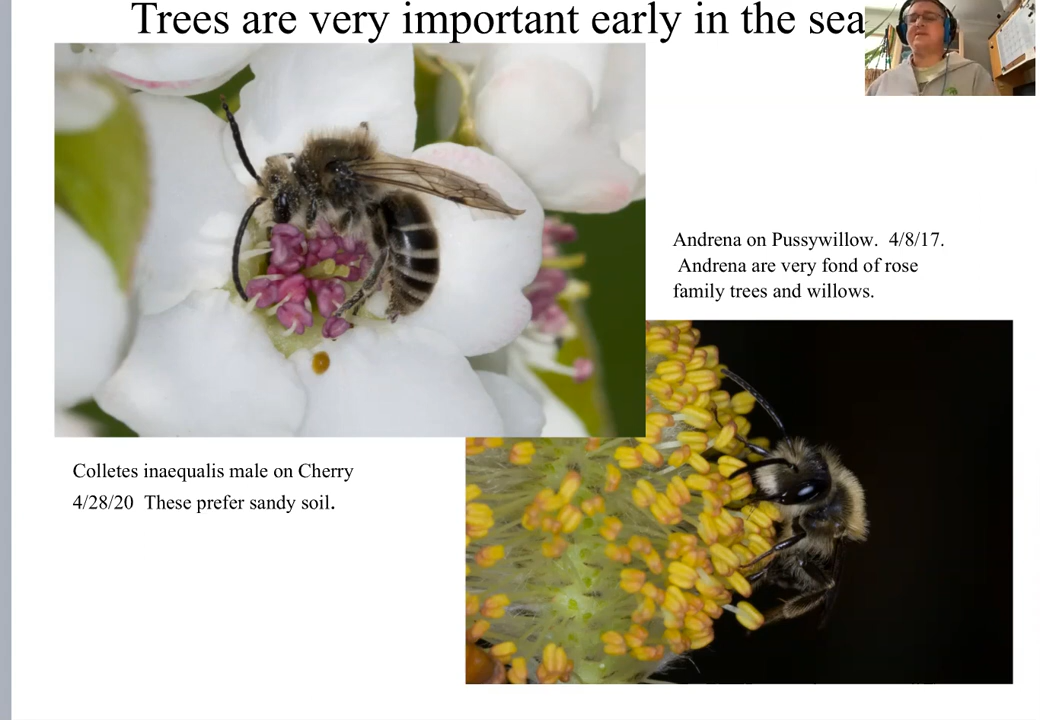 Trees are very important early in the sea
Andrena on Pussywillow. 4/8/17.
Andrena are very fond of rose
family trees and willows.
Colletes inaequalis male on Cherry
4/28/20 These prefer sandy soil.